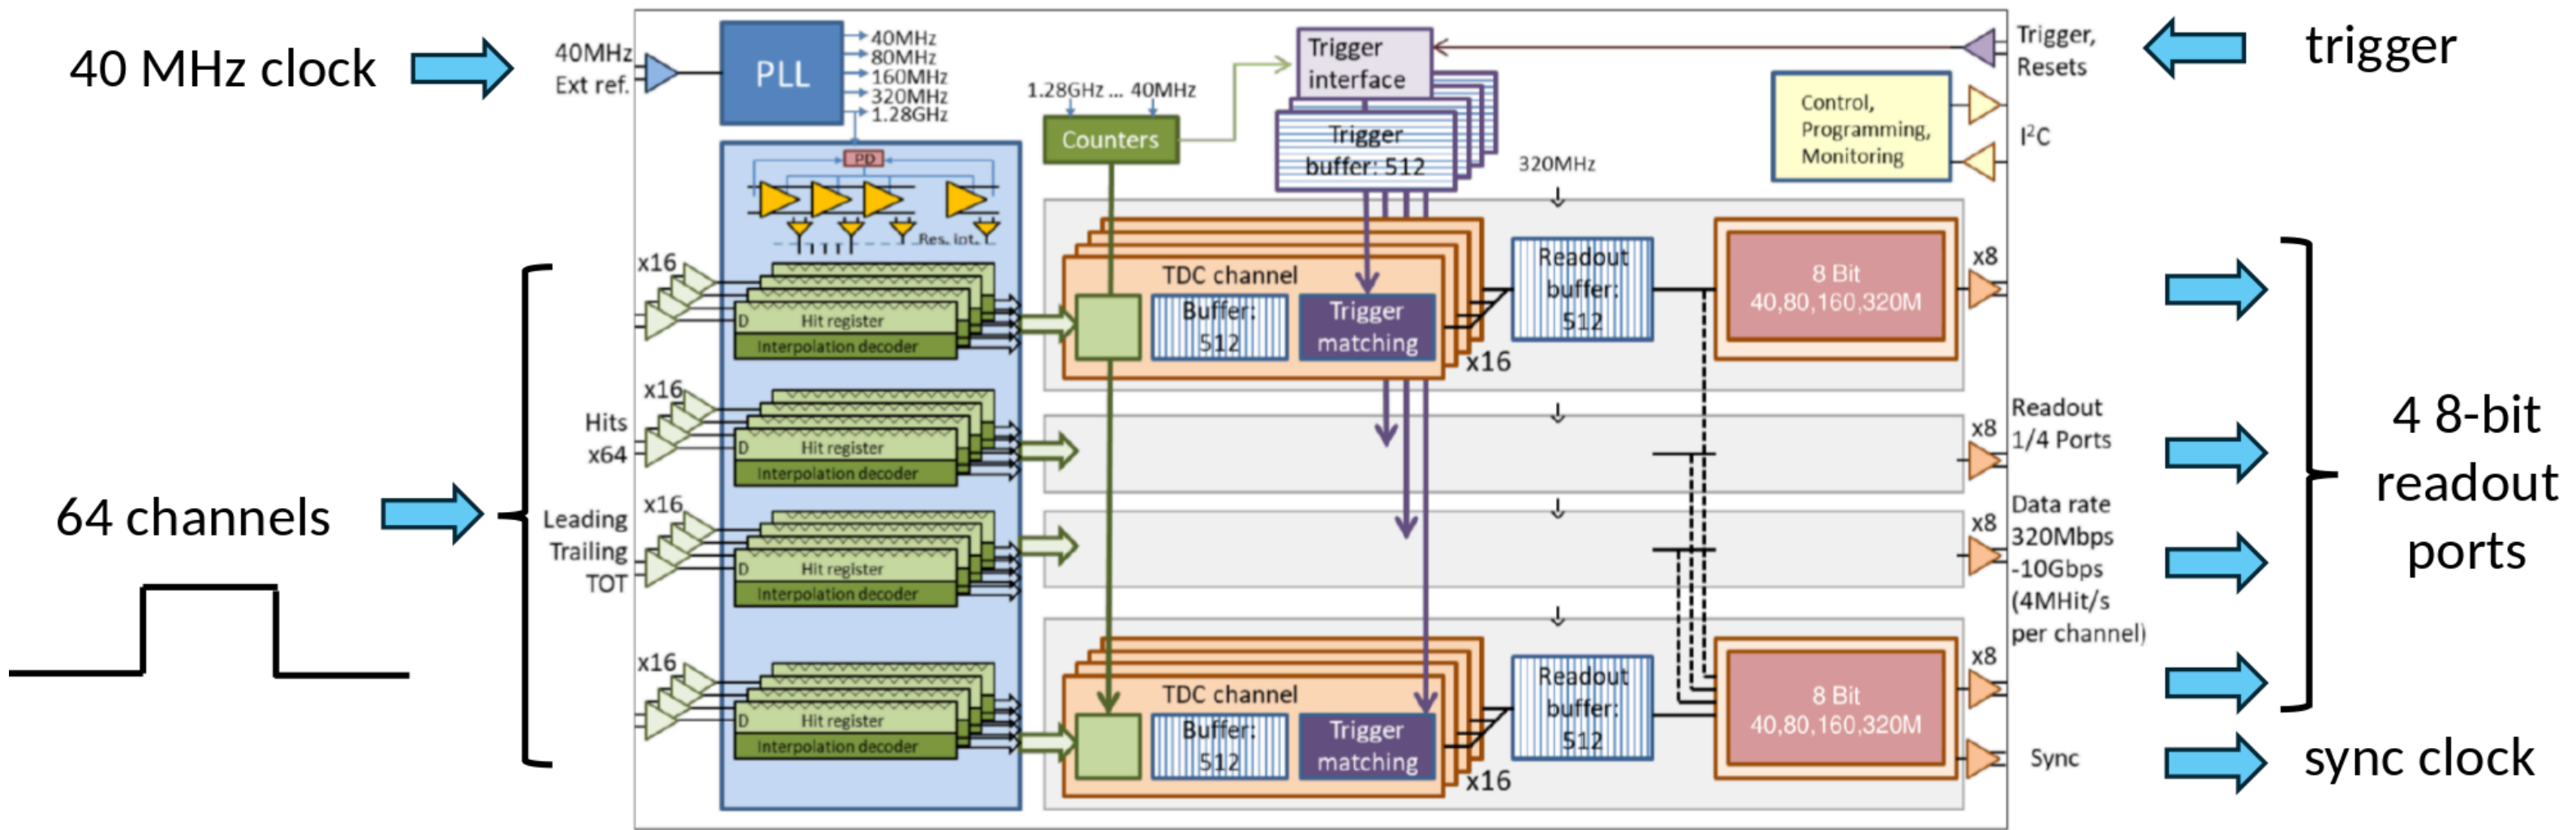 40 MHz clock
40MHz
Ext ref.
PLL
40MHz
80MHz
160MHz
320MHz
1.28GHz
1.28GHz ... 40MHz
Counters
Trigger
interface
Trigger
buffer: 512
320MHz
Control,
Programming,
Monitoring
Trigger,
Resets
I²C
trigger
PD
Res. ipt.
x16
D
Hit register
Interpolation decoder
TDC channel
Buffer:
512
Trigger
matching
x16
Readout
buffer:
512
8 Bit
40,80,160,320M
x8
x16
Hits
x64
D
Hit register
Interpolation decoder
x8
Readout
1/4 Ports
64 channels
x16
Leading
Trailing
TOT
D
Hit register
Interpolation decoder
x8
Data rate
320Mbps
-10Gbps
(4MHit/s
per channel)
4 8-bit
readout
ports
x16
D
Hit register
Interpolation decoder
TDC channel
Buffer:
512
Trigger
matching
x16
Readout
buffer:
512
8 Bit
40,80,160,320M
x8
Sync
sync clock